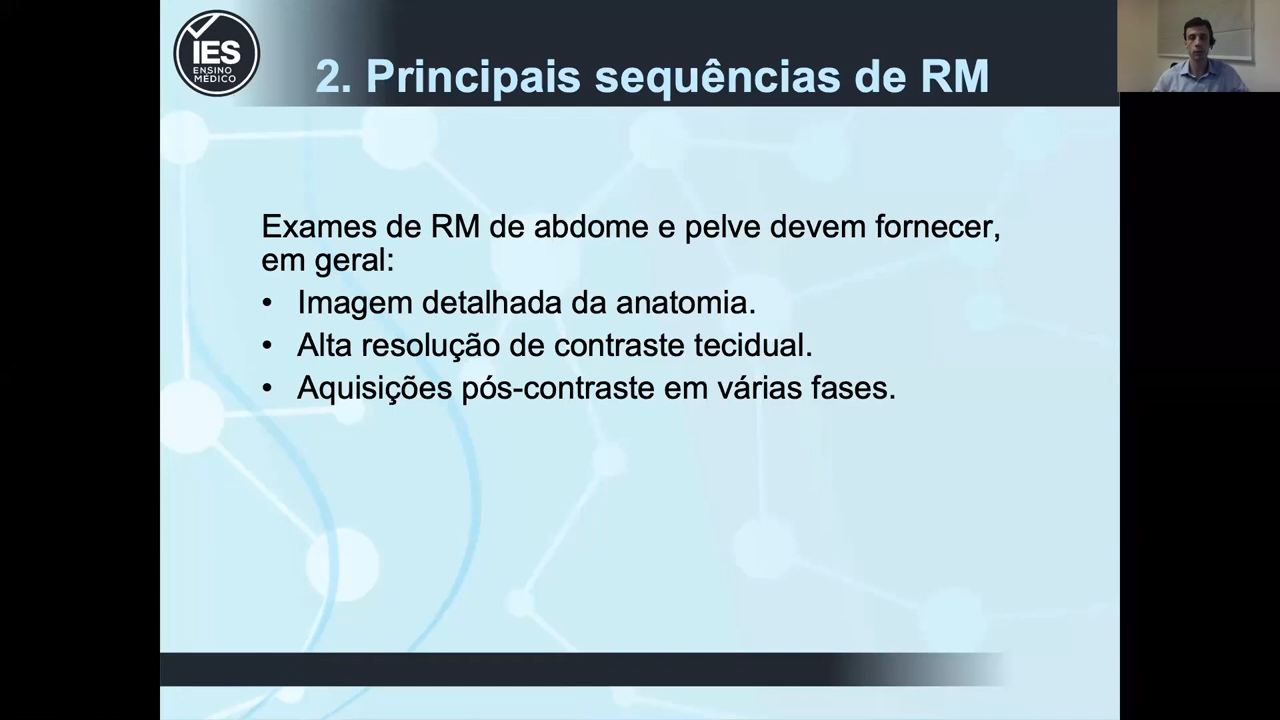 IES
ENSINO
MÉDICO
2. Principais sequências de RM
Exames de RM de abdome e pelve devem fornecer,
em geral:
• Imagem detalhada da anatomia.
• Alta resolução de contraste tecidual.
• Aquisições pós-contraste em várias fases.